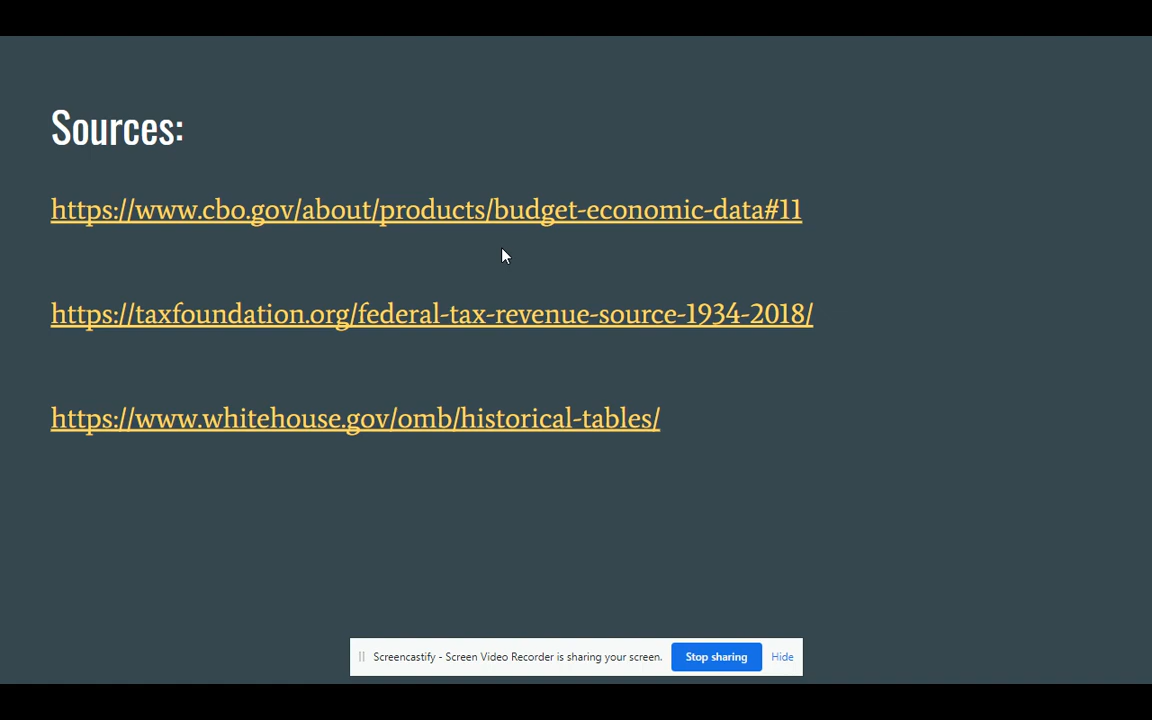 Sources:
https://www.cbo.gov/about/products/budget-economic-data#11
https://taxfoundation.org/federal-tax-revenue-source-1934-2018/
https://www.whitehouse.gov/omb/historical-tables/
Screencastify - Screen Video Recorder is sharing your screen. Stop sharing Hide